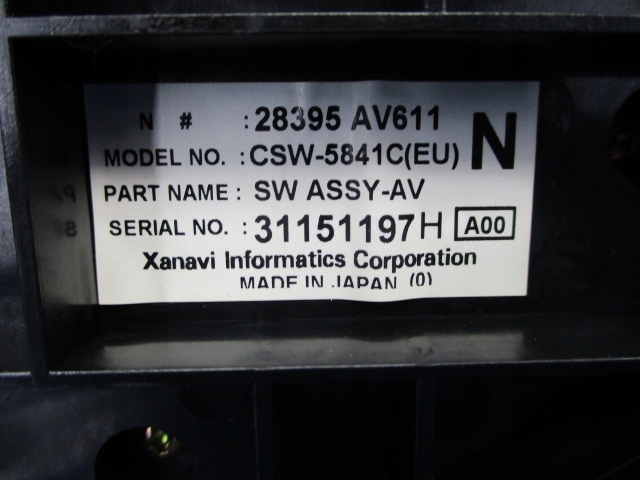 N # : 28395 AV611 N
MODEL NO. : CSW-5841C(EU)
PART NAME : SW ASSY-AV
SERIAL NO. : 31151197H A00
Xanavi Informatics Corporation
MADE IN JAPAN (0)